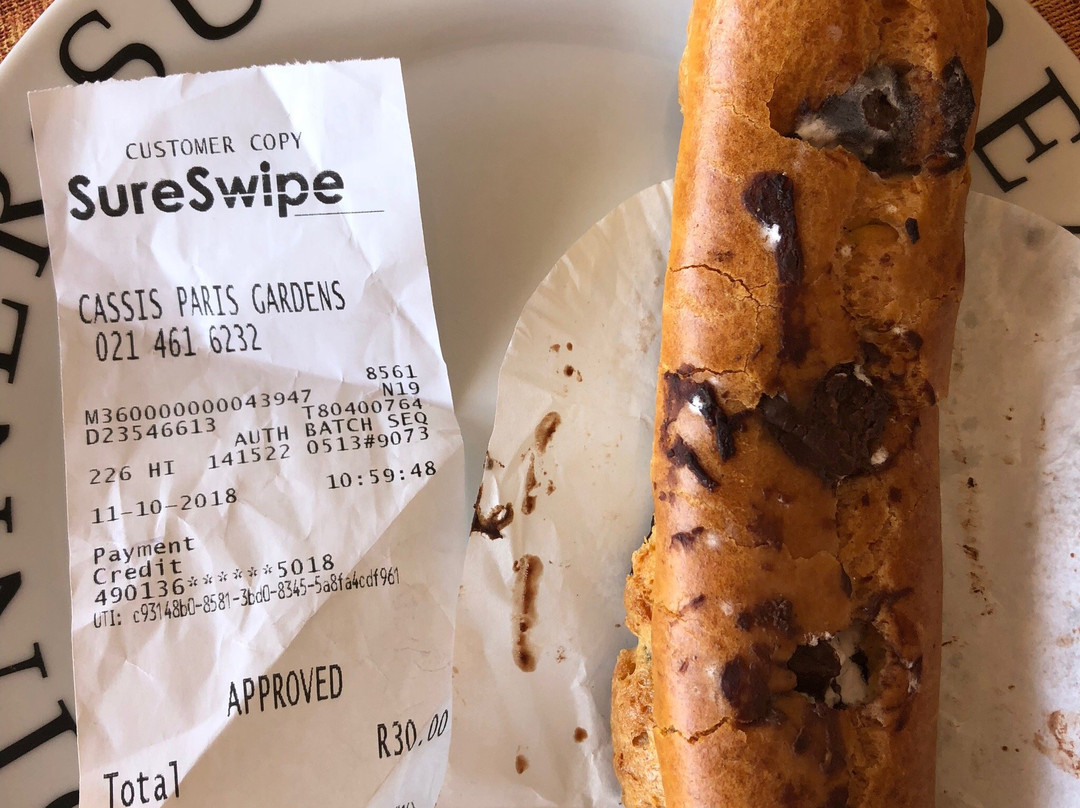 CUSTOMER COPY
SureSwipe
CASSIS PARIS GARDENS
021 461 6232
8561
M360000000043947 N19
D23546613 T80400764
AUTH BATCH SEQ
226 HI 141522 0513#9073
11-10-2018 10:59:48
Payment
Credit
490136******5018
UTI: c93148b0-8581-3bd0-8345-5a8fa4cdf961
APPROVED
R30.00
Total